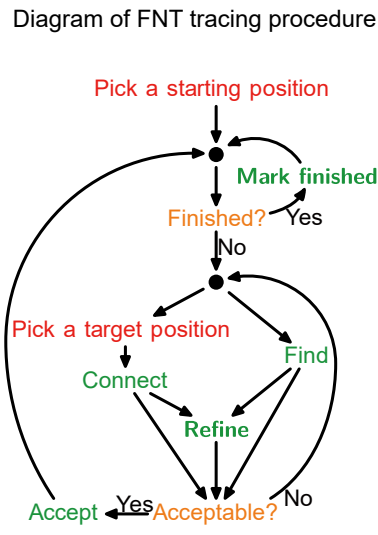 Diagram of FNT tracing procedure
Pick a starting position
Mark finished
Finished?
Yes
No
Pick a target position
Find
Connect
Refine
No
Yes
Accept
Acceptable?